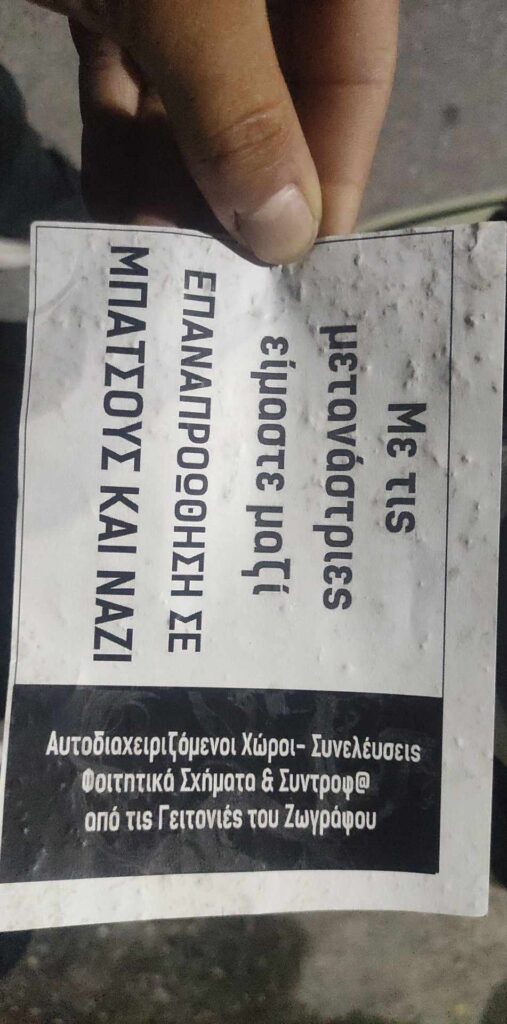 Με τις
μετανάστριες
είμαστε μαζί
ΕΠΑΝΑΠΡΟΩΘΗΣΗ ΣΕ
ΜΠΑΤΣΟΥΣ ΚΑΙ ΝΑΖΙ
Αυτοδιαχειριζόμενοι Χώροι- Συνελεύσεις
Φοιτητικά Σχήματα & Συντροφ@
από τις Γειτονιές του Ζωγράφου